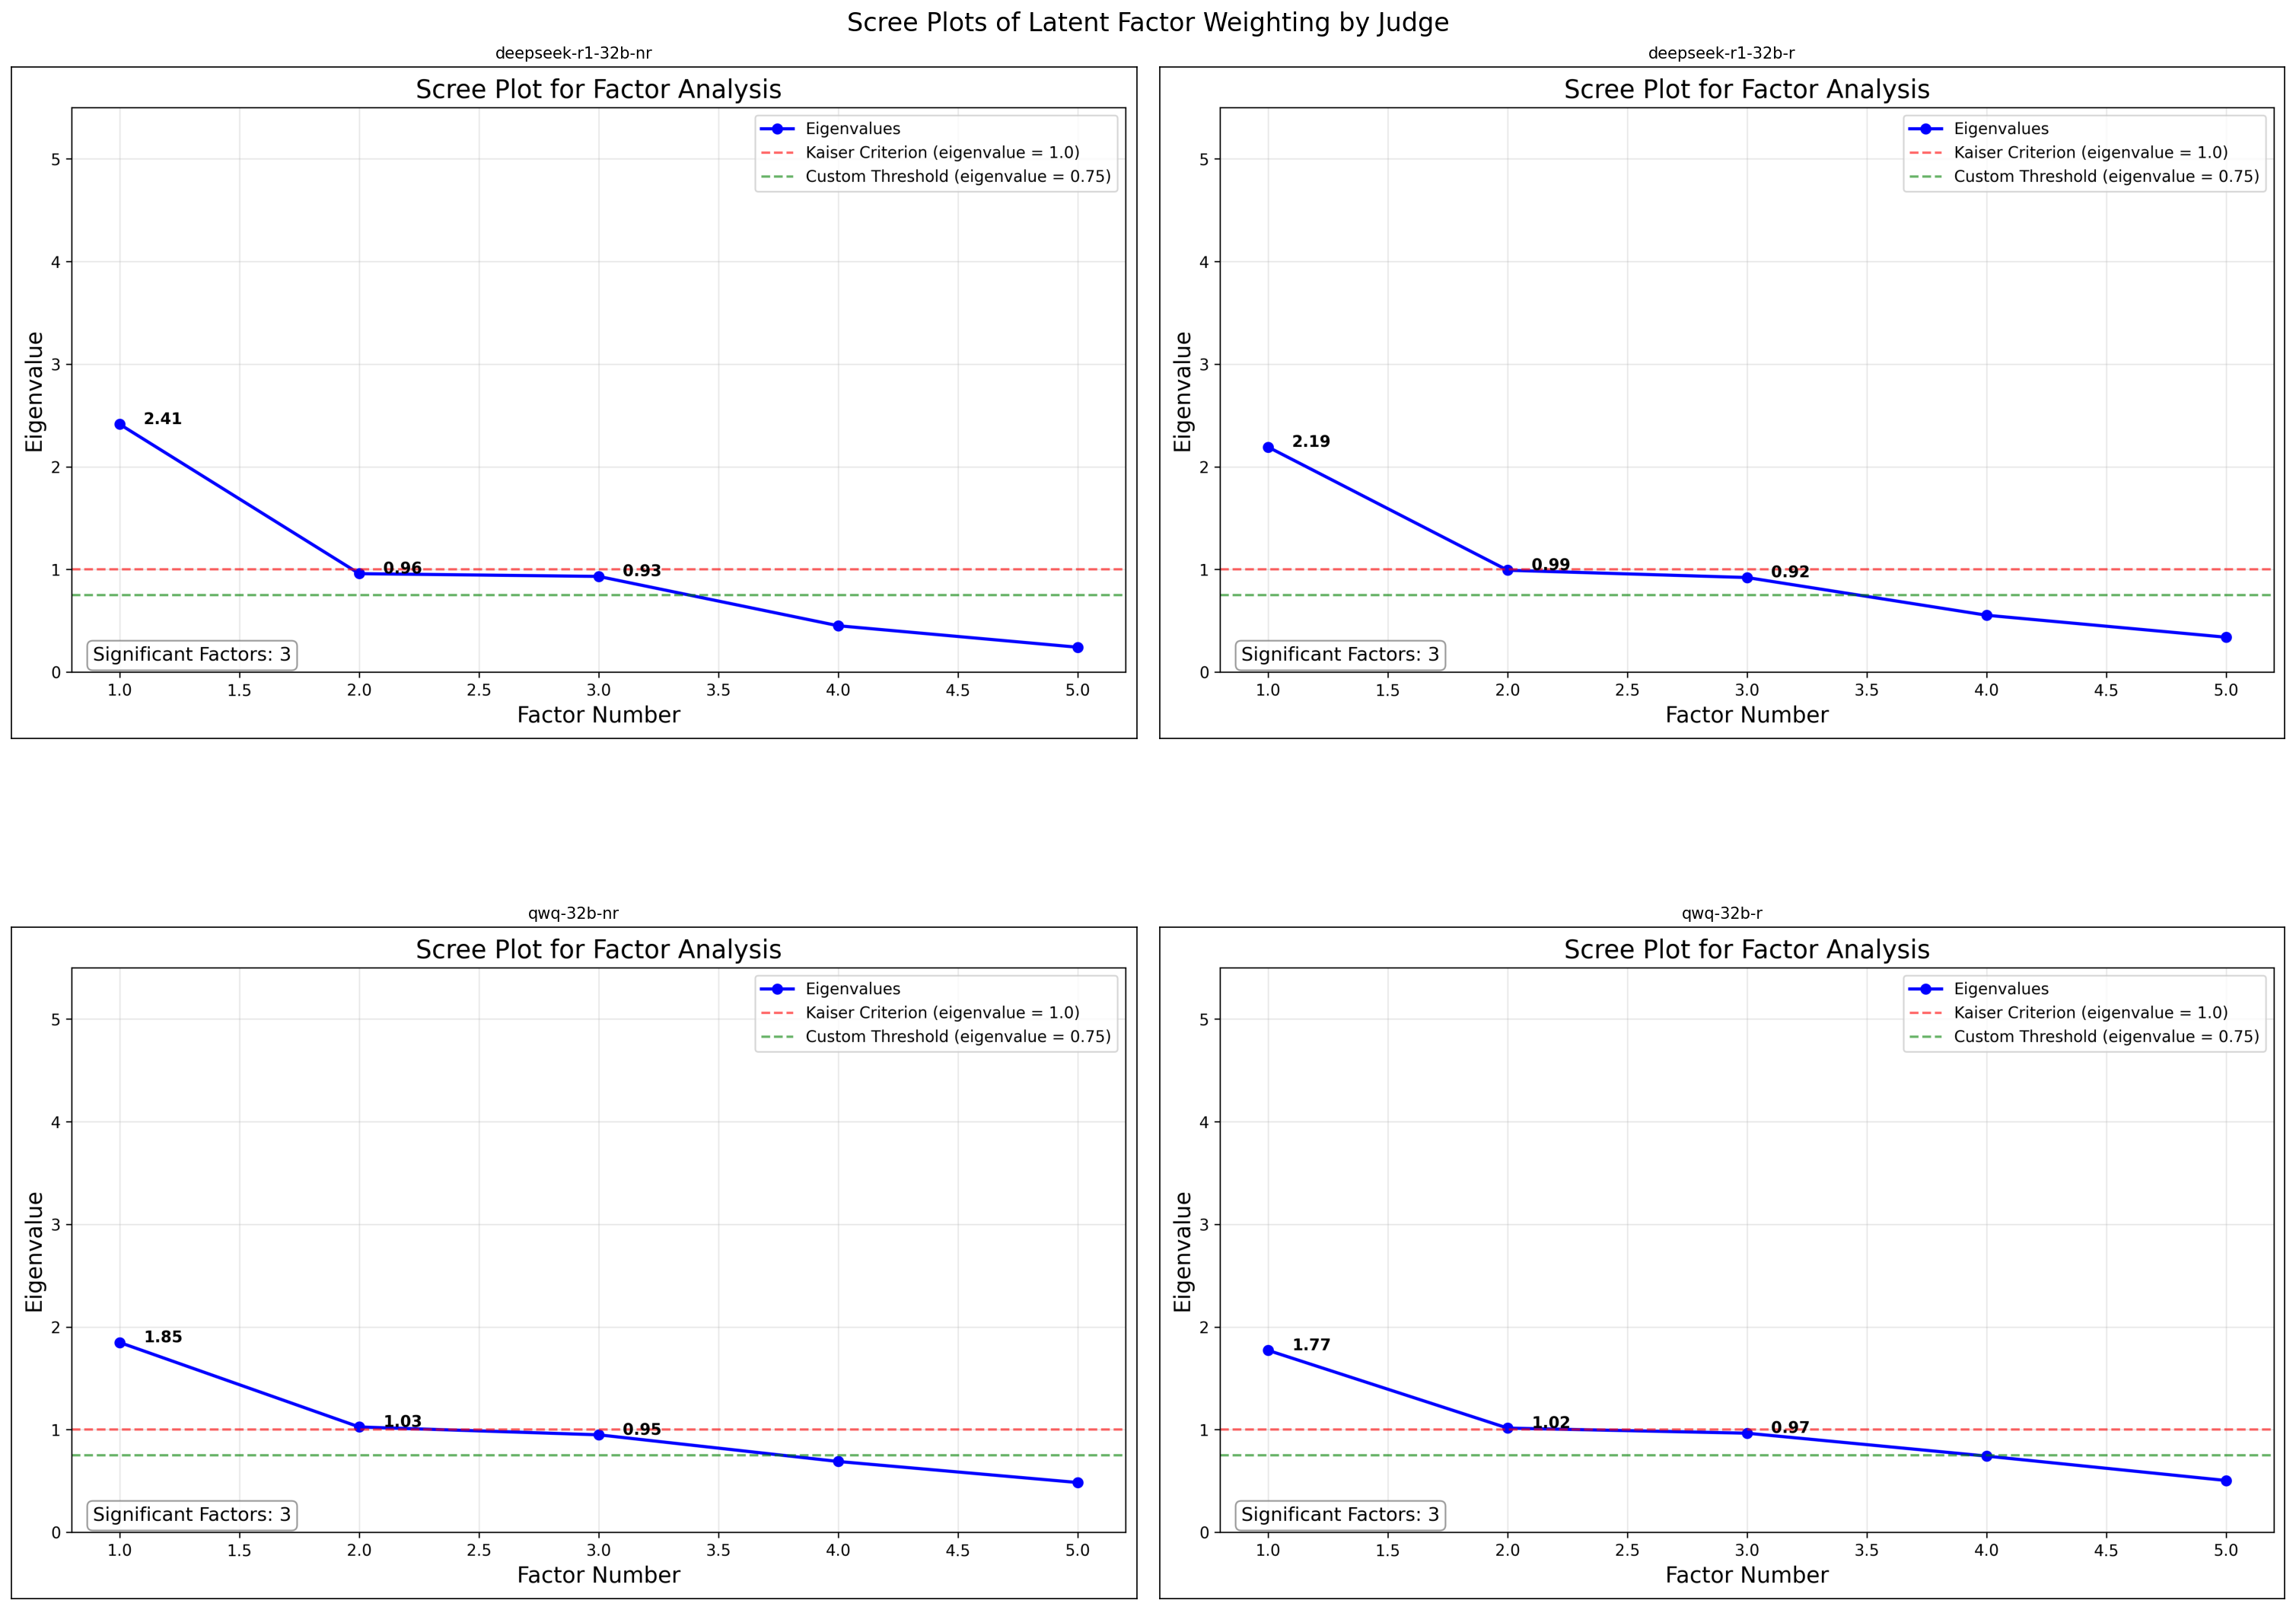 Scree Plots of Latent Factor Weighting by Judge
deepseek-r1-32b-nr
Scree Plot for Factor Analysis
Eigenvalues
Kaiser Criterion (eigenvalue = 1.0)
Custom Threshold (eigenvalue = 0.75)
5
4
3
2
1
0
Eigenvalue
2.41
0.96
0.93
Significant Factors: 3
1.0 1.5 2.0 2.5 3.0 3.5 4.0 4.5 5.0
Factor Number
deepseek-r1-32b-r
Scree Plot for Factor Analysis
Eigenvalues
Kaiser Criterion (eigenvalue = 1.0)
Custom Threshold (eigenvalue = 0.75)
5
4
3
2
1
0
Eigenvalue
2.19
0.99
0.92
Significant Factors: 3
1.0 1.5 2.0 2.5 3.0 3.5 4.0 4.5 5.0
Factor Number
qwq-32b-nr
Scree Plot for Factor Analysis
Eigenvalues
Kaiser Criterion (eigenvalue = 1.0)
Custom Threshold (eigenvalue = 0.75)
5
4
3
2
1
0
Eigenvalue
1.85
1.03
0.95
Significant Factors: 3
1.0 1.5 2.0 2.5 3.0 3.5 4.0 4.5 5.0
Factor Number
qwq-32b-r
Scree Plot for Factor Analysis
Eigenvalues
Kaiser Criterion (eigenvalue = 1.0)
Custom Threshold (eigenvalue = 0.75)
5
4
3
2
1
0
Eigenvalue
1.77
1.02
0.97
Significant Factors: 3
1.0 1.5 2.0 2.5 3.0 3.5 4.0 4.5 5.0
Factor Number